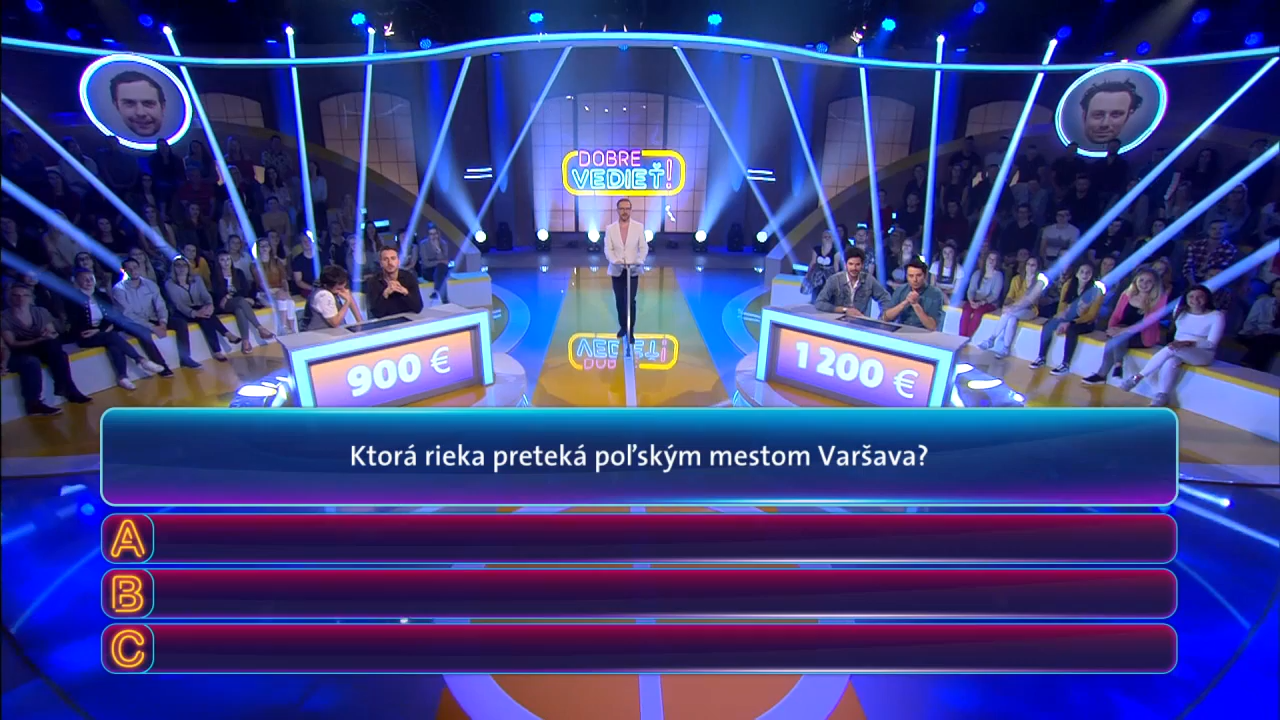 DOBRE
VEDIEŤ!
900 €
1 200 €
Ktorá rieka preteká poľským mestom Varšava?
A
B
C